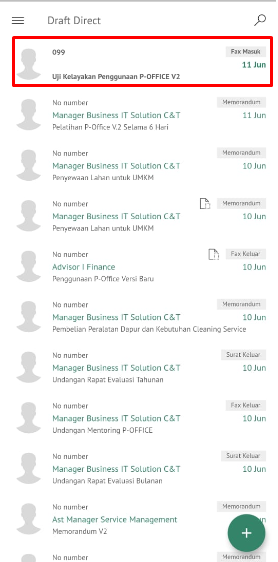 Draft Direct
099 Fax Masuk
11 Jun
Uji Kelayakan Penggunaan P-OFFICE V2
No number Memorandum
Manager Business IT Solution C&T 11 Jun
Pelatihan P-Office V.2 Selama 6 Hari
No number Memorandum
Manager Business IT Solution C&T 10 Jun
Penyewaan Lahan untuk UMKM
No number Memorandum
Manager Business IT Solution C&T 10 Jun
Penyewaan Lahan untuk UMKM
No number Fax Keluar
Advisor I Finance 10 Jun
Penggunaan P-Office Versi Baru
No number Memorandum
Manager Business IT Solution C&T 10 Jun
Pembelian Peralatan Dapur dan Kebutuhan Cleaning Service
No number Surat Keluar
Manager Business IT Solution C&T 10 Jun
Undangan Rapat Evaluasi Tahunan
No number Fax Keluar
Manager Business IT Solution C&T 10 Jun
Undangan Mentoring P-OFFICE
No number Surat Keluar
Manager Business IT Solution C&T 10 Jun
Undangan Rapat Evaluasi Bulanan
No number Memorandum
Ast Manager Service Management 10 Jun
Memorandum V2
No number Memorandum